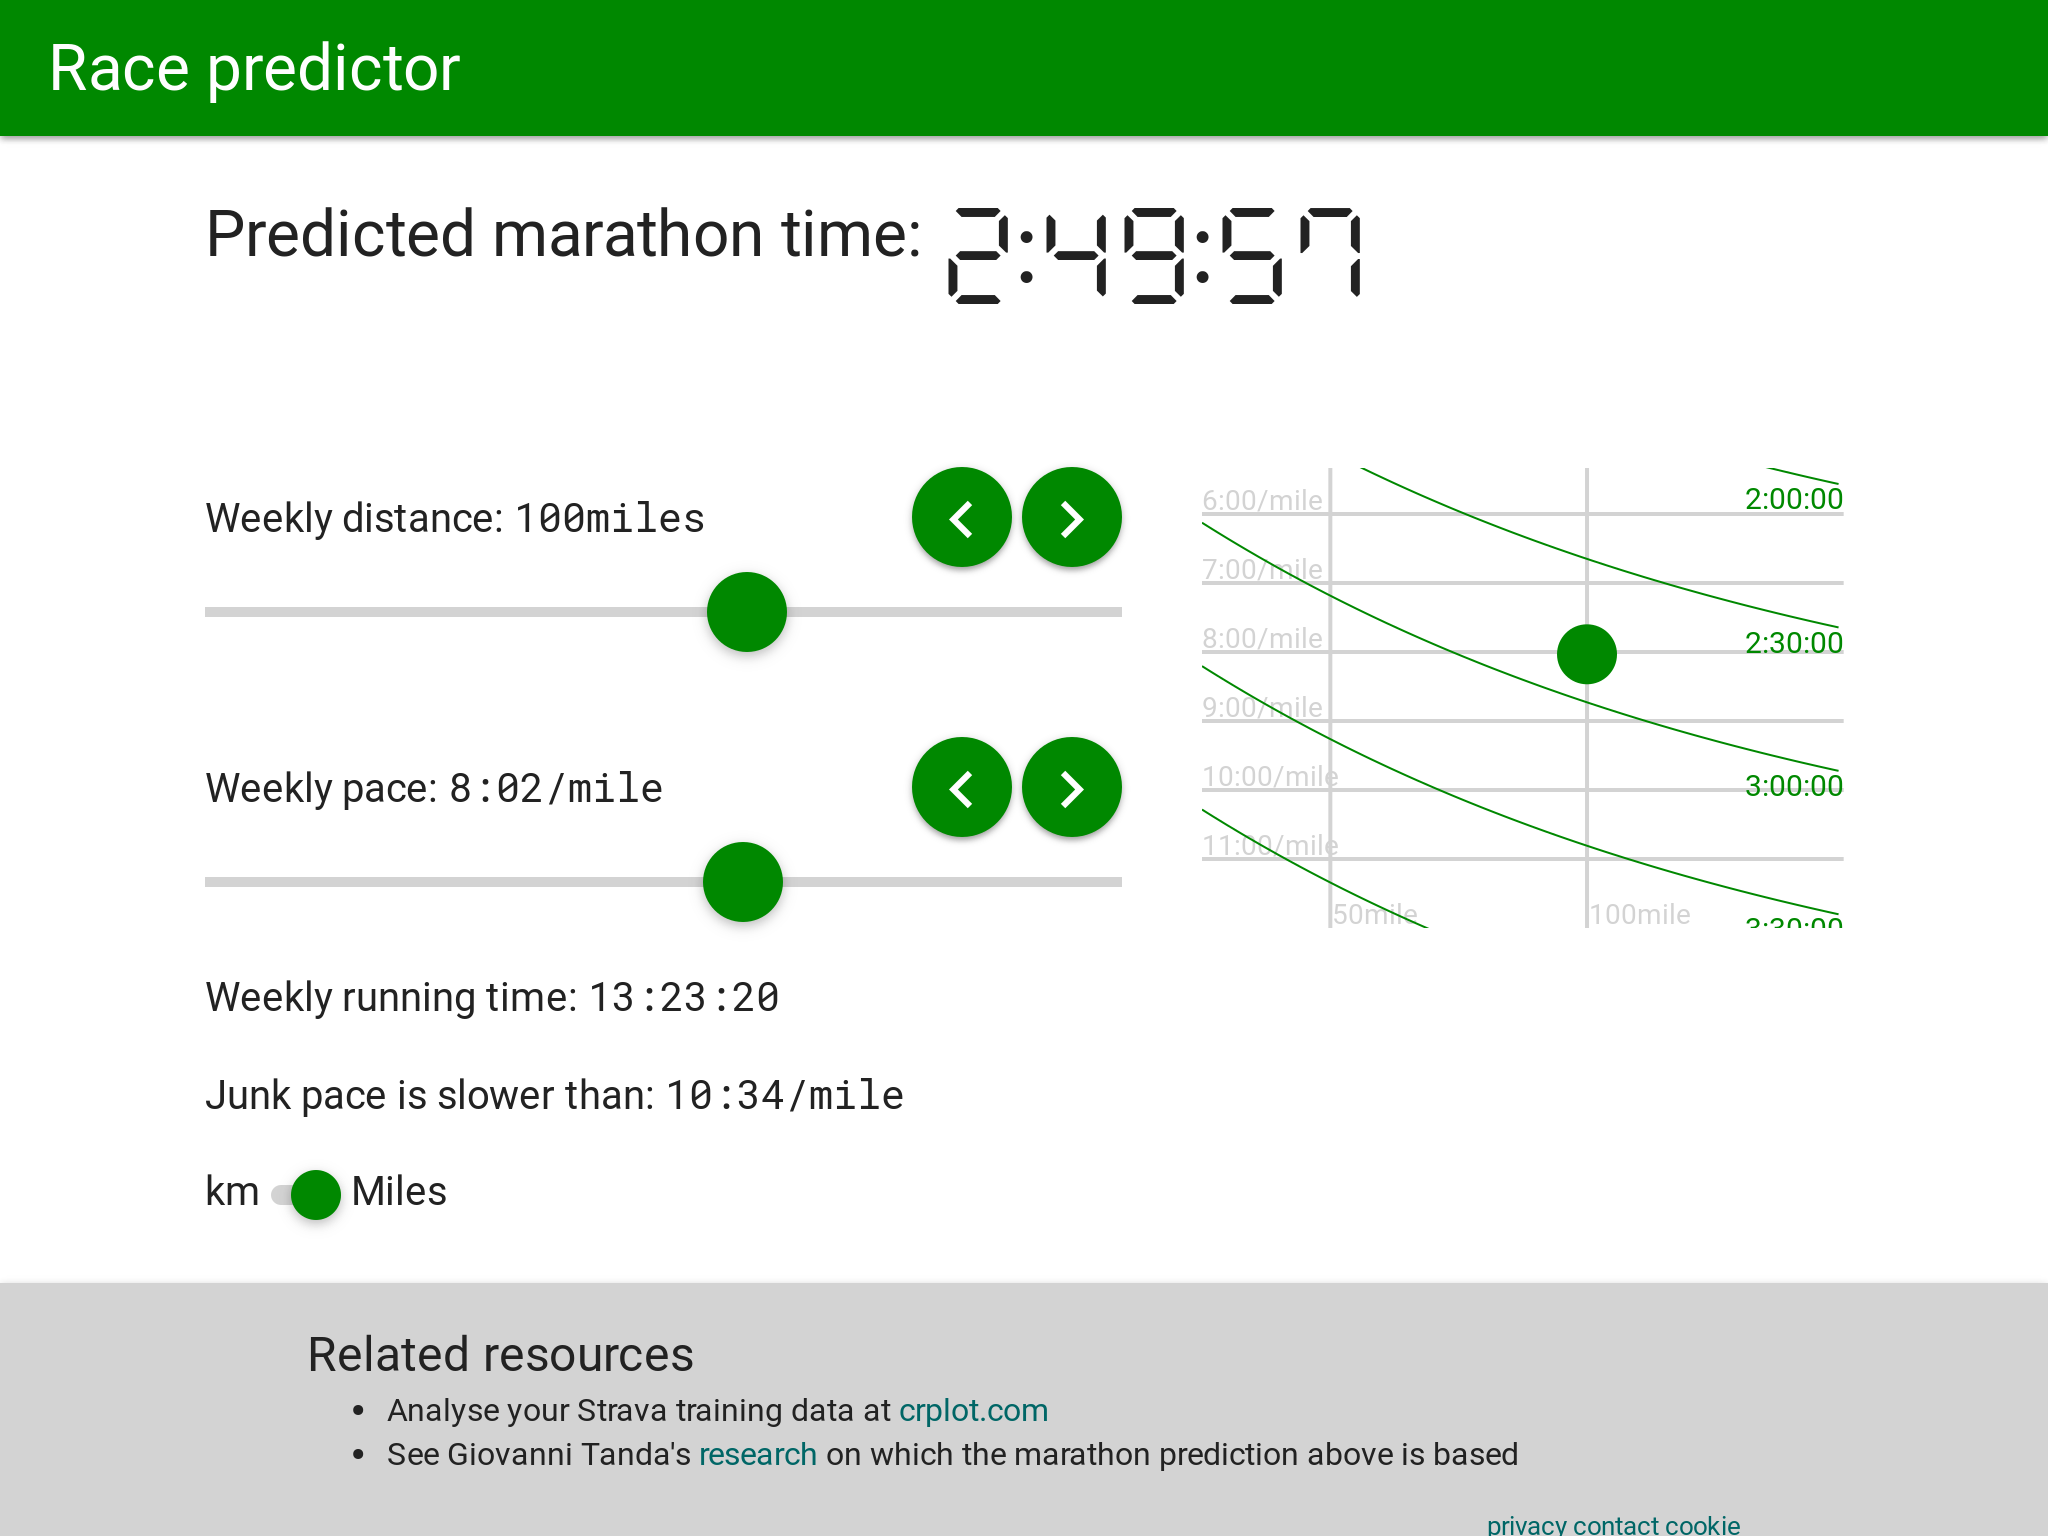 Race predictor
Predicted marathon time: 2:49:57
Weekly distance: 100miles
Weekly pace: 8:02/mile
Weekly running time: 13:23:20
Junk pace is slower than: 10:34/mile
km Miles
6:00/mile
2:00:00
7:00/mile
8:00/mile
2:30:00
9:00/mile
10:00/mile
3:00:00
11:00/mile
50mile
100mile
3:30:00
Related resources
Analyse your Strava training data at crplot.com
See Giovanni Tanda's research on which the marathon prediction above is based
privacy contact cookie